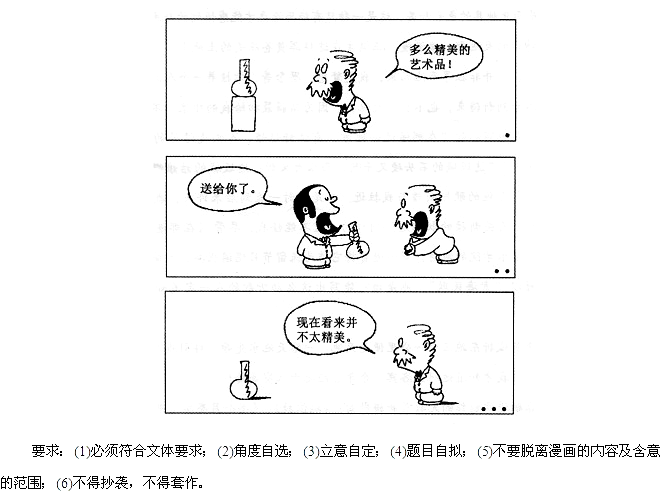 多么精美的
艺术品！
送给你了。
现在看来并
不太精美。
要求：(1)必须符合文体要求；(2)角度自选；(3)立意自定；(4)题目自拟；(5)不要脱离漫画的内容及含意
的范围；(6)不得抄袭，不得套作。